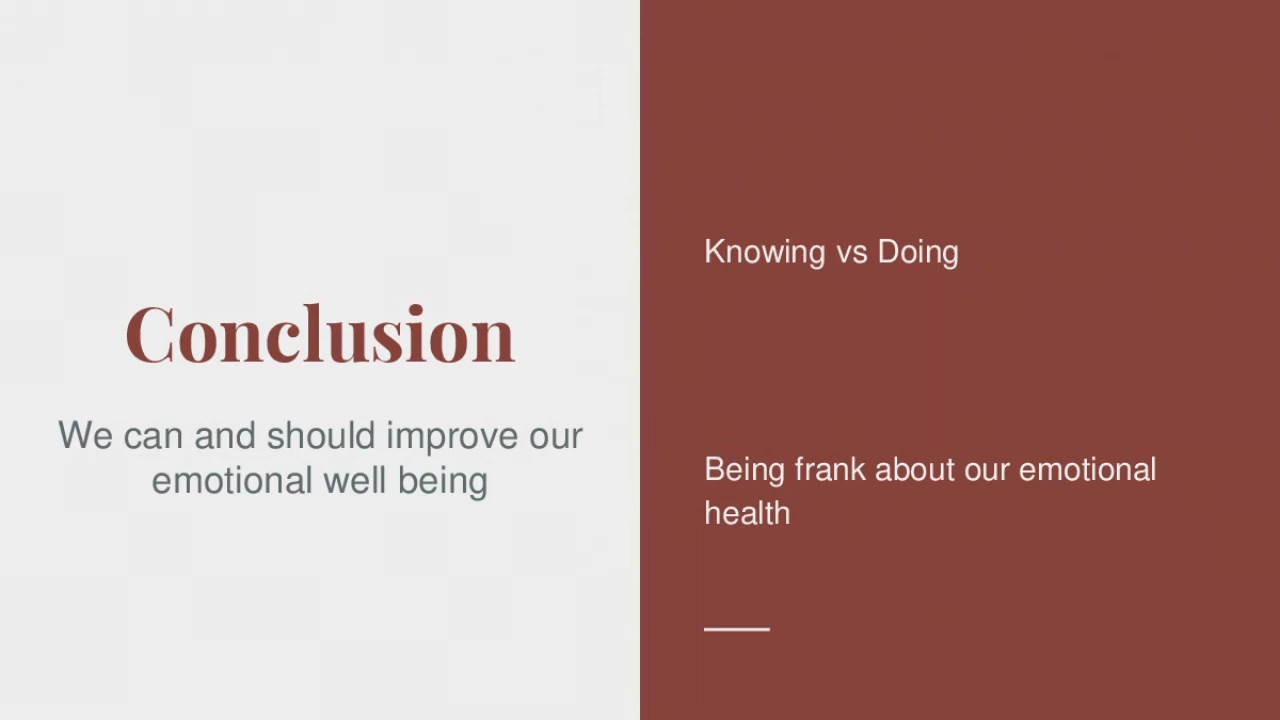 Conclusion
We can and should improve our
emotional well being
Knowing vs Doing
Being frank about our emotional
health